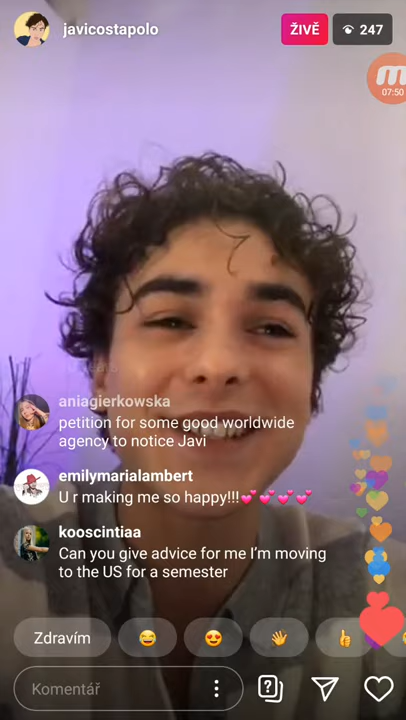 javicostapolo
ŽIVĚ
247
07:50
aniagierkowska
petition for some good worldwide
agency to notice Javi
emilymarialambert
U r making me so happy!!!💕💕💕💕
kooscintiaa
Can you give advice for me I'm moving
to the US for a semester
Zdravím
Komentář